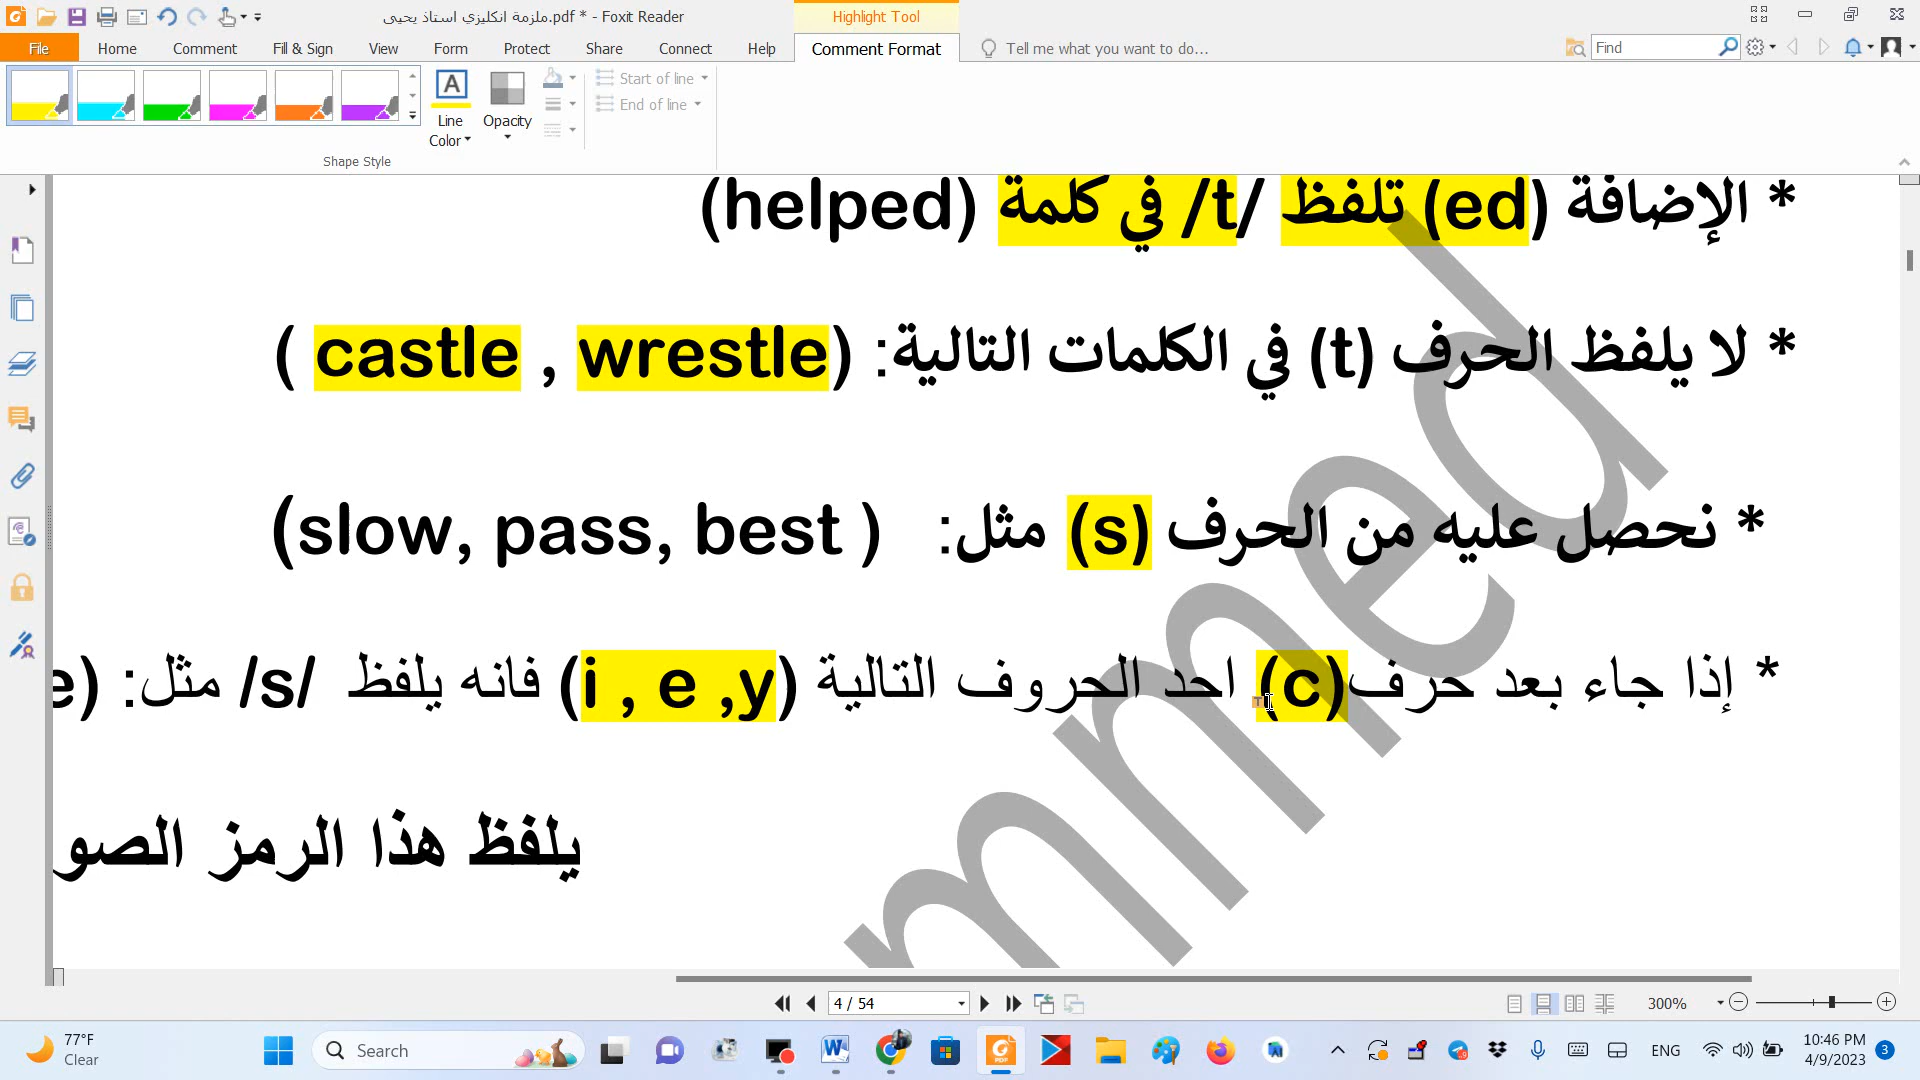 ملزمة انكليزي استاذ يحيى.pdf * - Foxit Reader
Highlight Tool
File Home Comment Fill & Sign View Form Protect Share Connect Help Comment Format Tell me what you want to do... Find
Line Color
Opacity
Start of line
End of line
Shape Style
* الإضافة (ed) تلفظ /t/ في كلمة (helped)
* لا يلفظ الحرف (t) في الكلمات التالية: (castle , wrestle)
* نحصل عليه من الحرف (s) مثل: (slow, pass, best )
* إذا جاء بعد حرف(c) احد الحروف التالية (i , e ,y) فانه يلفظ /s/ مثل: (
يلفظ هذا الرمز
mmed
4 / 54
300%
77°F
Clear
Search
ENG
10:46 PM
4/9/2023
3